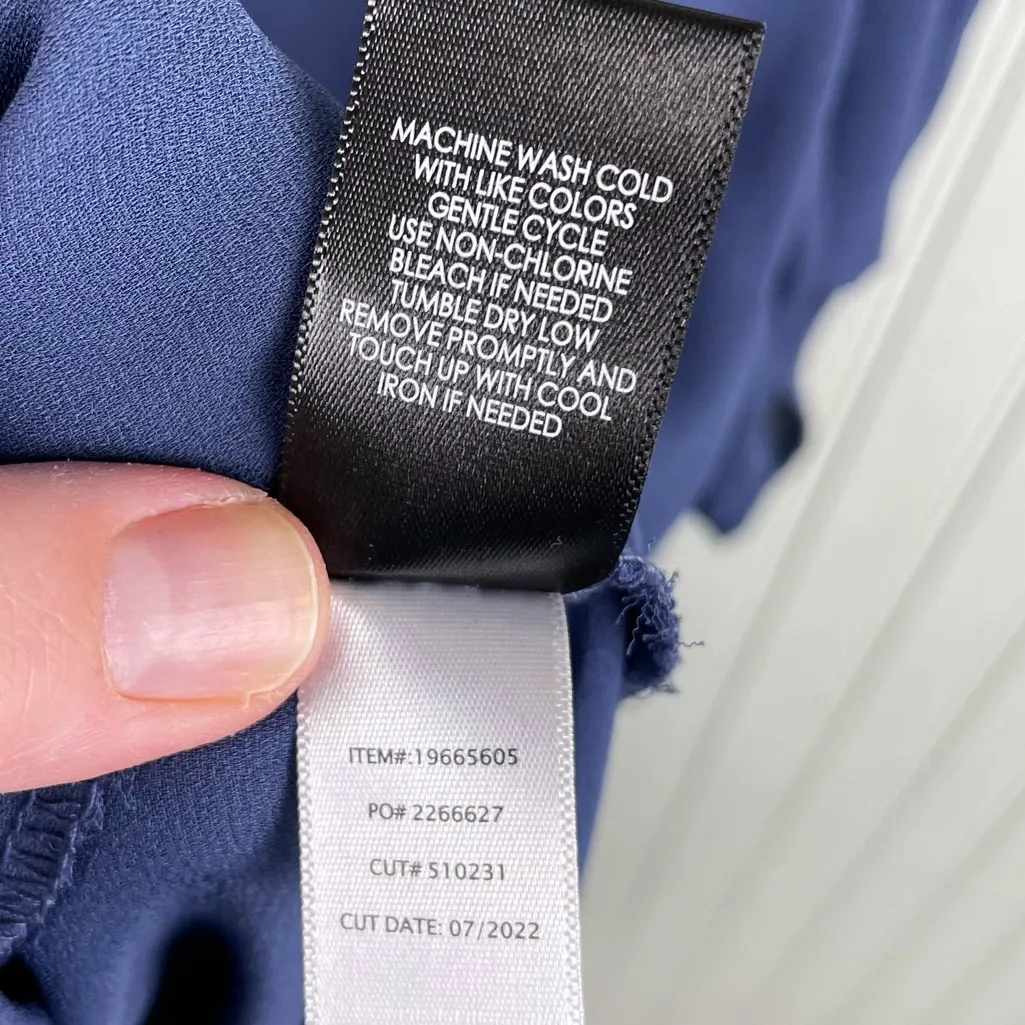 MACHINE WASH COLD
WITH LIKE COLORS
GENTLE CYCLE
USE NON-CHLORINE
BLEACH IF NEEDED
TUMBLE DRY LOW
REMOVE PROMPTLY AND
TOUCH UP WITH COOL
IRON IF NEEDED
ITEM#:19665605
PO# 2266627
CUT# 510231
CUT DATE: 07/2022